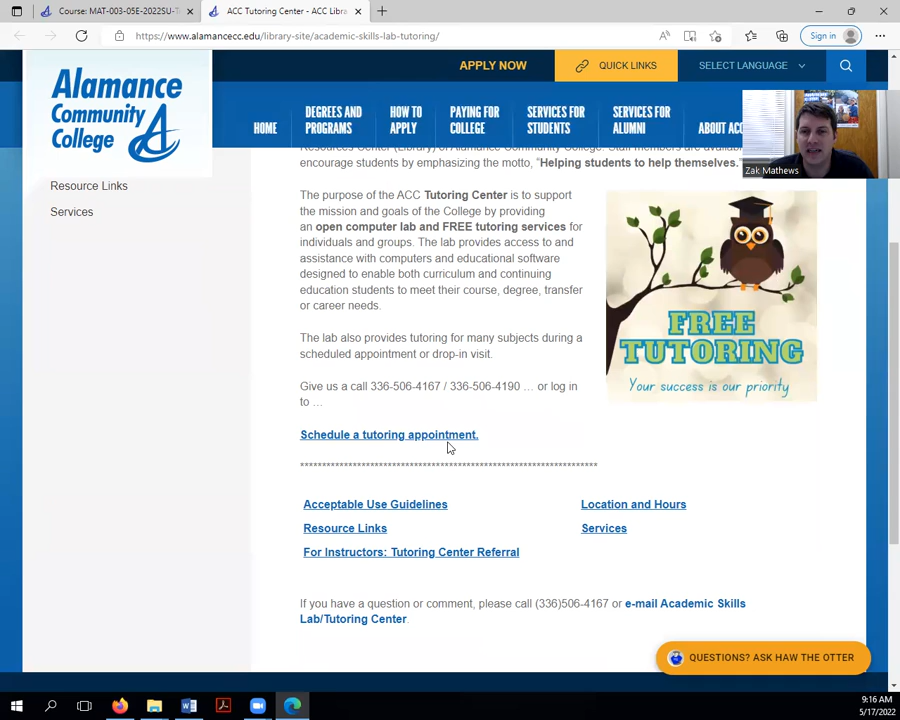 Course: MAT-003-05E-2022SU-T
ACC Tutoring Center - ACC Libra
https://www.alamancecc.edu/library-site/academic-skills-lab-tutoring/
Sign in
APPLY NOW
QUICK LINKS
SELECT LANGUAGE
Alamance
Community
College
HOME
DEGREES AND
PROGRAMS
HOW TO
APPLY
PAYING FOR
COLLEGE
SERVICES FOR
STUDENTS
SERVICES FOR
ALUMNI
ABOUT ACC
Zak Mathews
Resource Links
Services
Resources Center (Library) of Alamance Community College. Staff members are available
encourage students by emphasizing the motto, "Helping students to help themselves."
The purpose of the ACC Tutoring Center is to support
the mission and goals of the College by providing
an open computer lab and FREE tutoring services for
individuals and groups. The lab provides access to and
assistance with computers and educational software
designed to enable both curriculum and continuing
education students to meet their course, degree, transfer
or career needs.
FREE
TUTORING
Your success is our priority
The lab also provides tutoring for many subjects during a
scheduled appointment or drop-in visit.
Give us a call 336-506-4167 / 336-506-4190 … or log in
to …
Schedule a tutoring appointment.
******************************************************************
Acceptable Use Guidelines
Location and Hours
Resource Links
Services
For Instructors: Tutoring Center Referral
If you have a question or comment, please call (336)506-4167 or e-mail Academic Skills
Lab/Tutoring Center.
QUESTIONS? ASK HAW THE OTTER
9:16 AM
5/17/2022